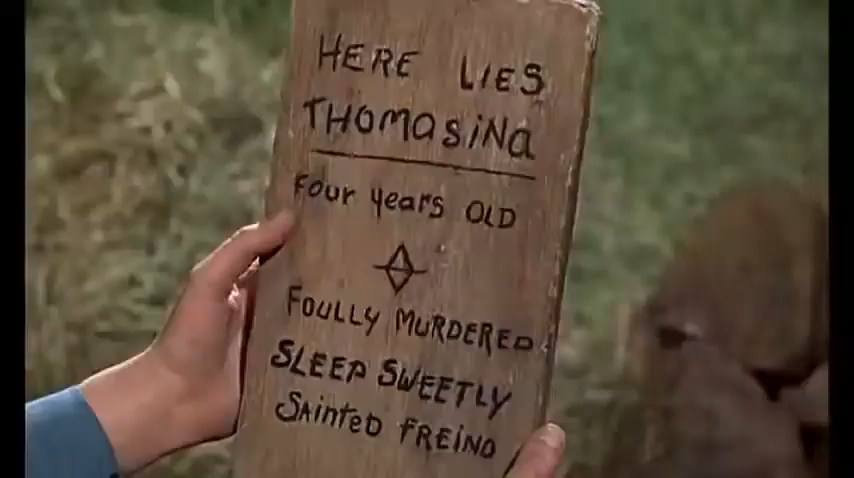 HERE LIES
THOMASINA
Four years OLD
FOULLY MURDERED
SLEEP SWEETLY
SAINTED FREIND